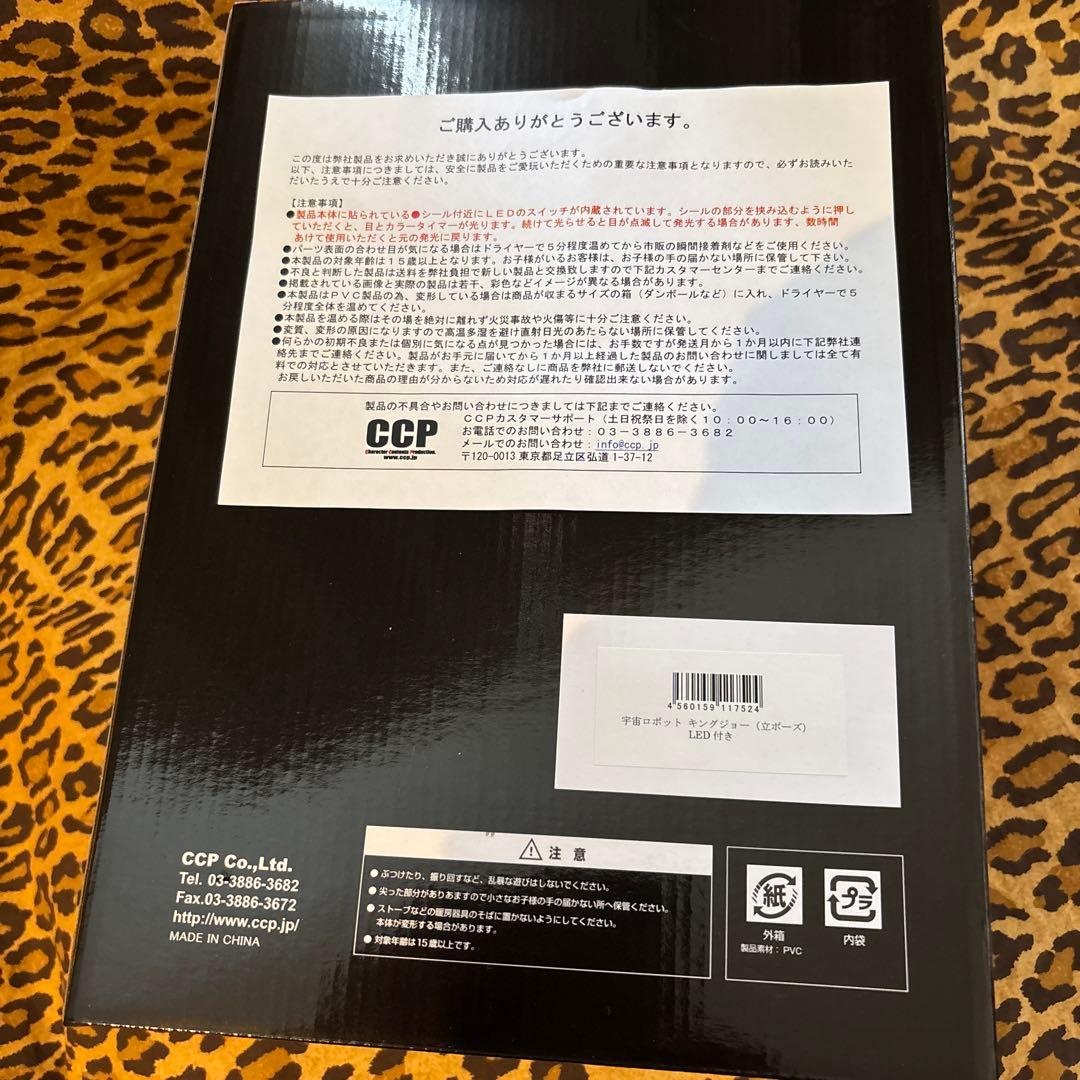 ご購入ありがとうございます。
この度は弊社製品をお求めいただき誠にありがとうございます。
以下、注意事項につきましては、安全に製品をご愛玩いただくための重要な注意事項となりますので、必ずお読みいた
だいたうえで十分ご注意ください。
【注意事項】
●製品本体に貼られている●シール付近にＬＥＤのスイッチが内蔵されています。シールの部分を挟み込むように押し
ていただくと、目とカラータイマーが光ります。続けて光らせると目が点滅して発光する場合があります、数時間
あけて使用いただくと元の発光に戻ります。
●パーツ表面の合わせ目が気になる場合はドライヤーで５分程度温めてから市販の瞬間接着剤などをご使用ください。
●本製品の対象年齢は１５歳以上となります。お子様がいるお客様は、お子様の手の届かない場所に保管して下さい。
●不良と判断した製品は送料を弊社負担で新しい製品と交換致しますので下記カスタマーセンターまでご連絡ください。
●掲載されている画像と実際の製品は若干、彩色などイメージが異なる場合があります。
●本製品はＰＶＣ製品の為、変形している場合は商品が収まるサイズの箱（ダンボールなど）に入れ、ドライヤーで５
分程度全体を温めてください。
●本製品を温める際はその場を絶対に離れず火災事故や火傷等に十分ご注意ください。
●変質、変形の原因になりますので高温多湿を避け直射日光のあたらない場所に保管してください。
●何らかの初期不良または個別に気になる点が見つかった場合には、お手数ですが発送月から１か月以内に下記弊社連
絡先までご連絡ください。製品がお手元に届いてから１か月以上経過した製品のお問い合わせに関しましては全て有
料での対応とさせていただきます。また、ご連絡なしに商品を弊社に郵送しないでください。
お戻しいただいた商品の理由が分からないため対応が遅れたり確認出来ない場合があります。
製品の不具合やお問い合わせにつきましては下記までご連絡ください。
ＣＣＰカスタマーサポート（土日祝祭日を除く１０：００〜１６：００）
お電話でのお問い合わせ：０３－３８８６－３６８２
メールでのお問い合わせ：info@ccp.jp
〒120-0013 東京都足立区弘道 1-37-12
CCP
Character Contents Production.
www.ccp.jp
4 560159 117524
宇宙ロボット キングジョー（立ポーズ）
LED付き
CCP Co.,Ltd.
Tel. 03-3886-3682
Fax.03-3886-3672
http://www.ccp.jp/
MADE IN CHINA
注意
●ぶつけたり、振り回すなど、乱暴な遊びはしないでください。
●尖った部分がありあますので小さなお子様の手の届かない所へ保管ください。
●ストーブなどの暖房器具のそばに置かないようにしてください。
本体が変形する場合があります。
●対象年齢は15歳以上です。
紙
外箱
製品素材：PVC
プラ
内袋